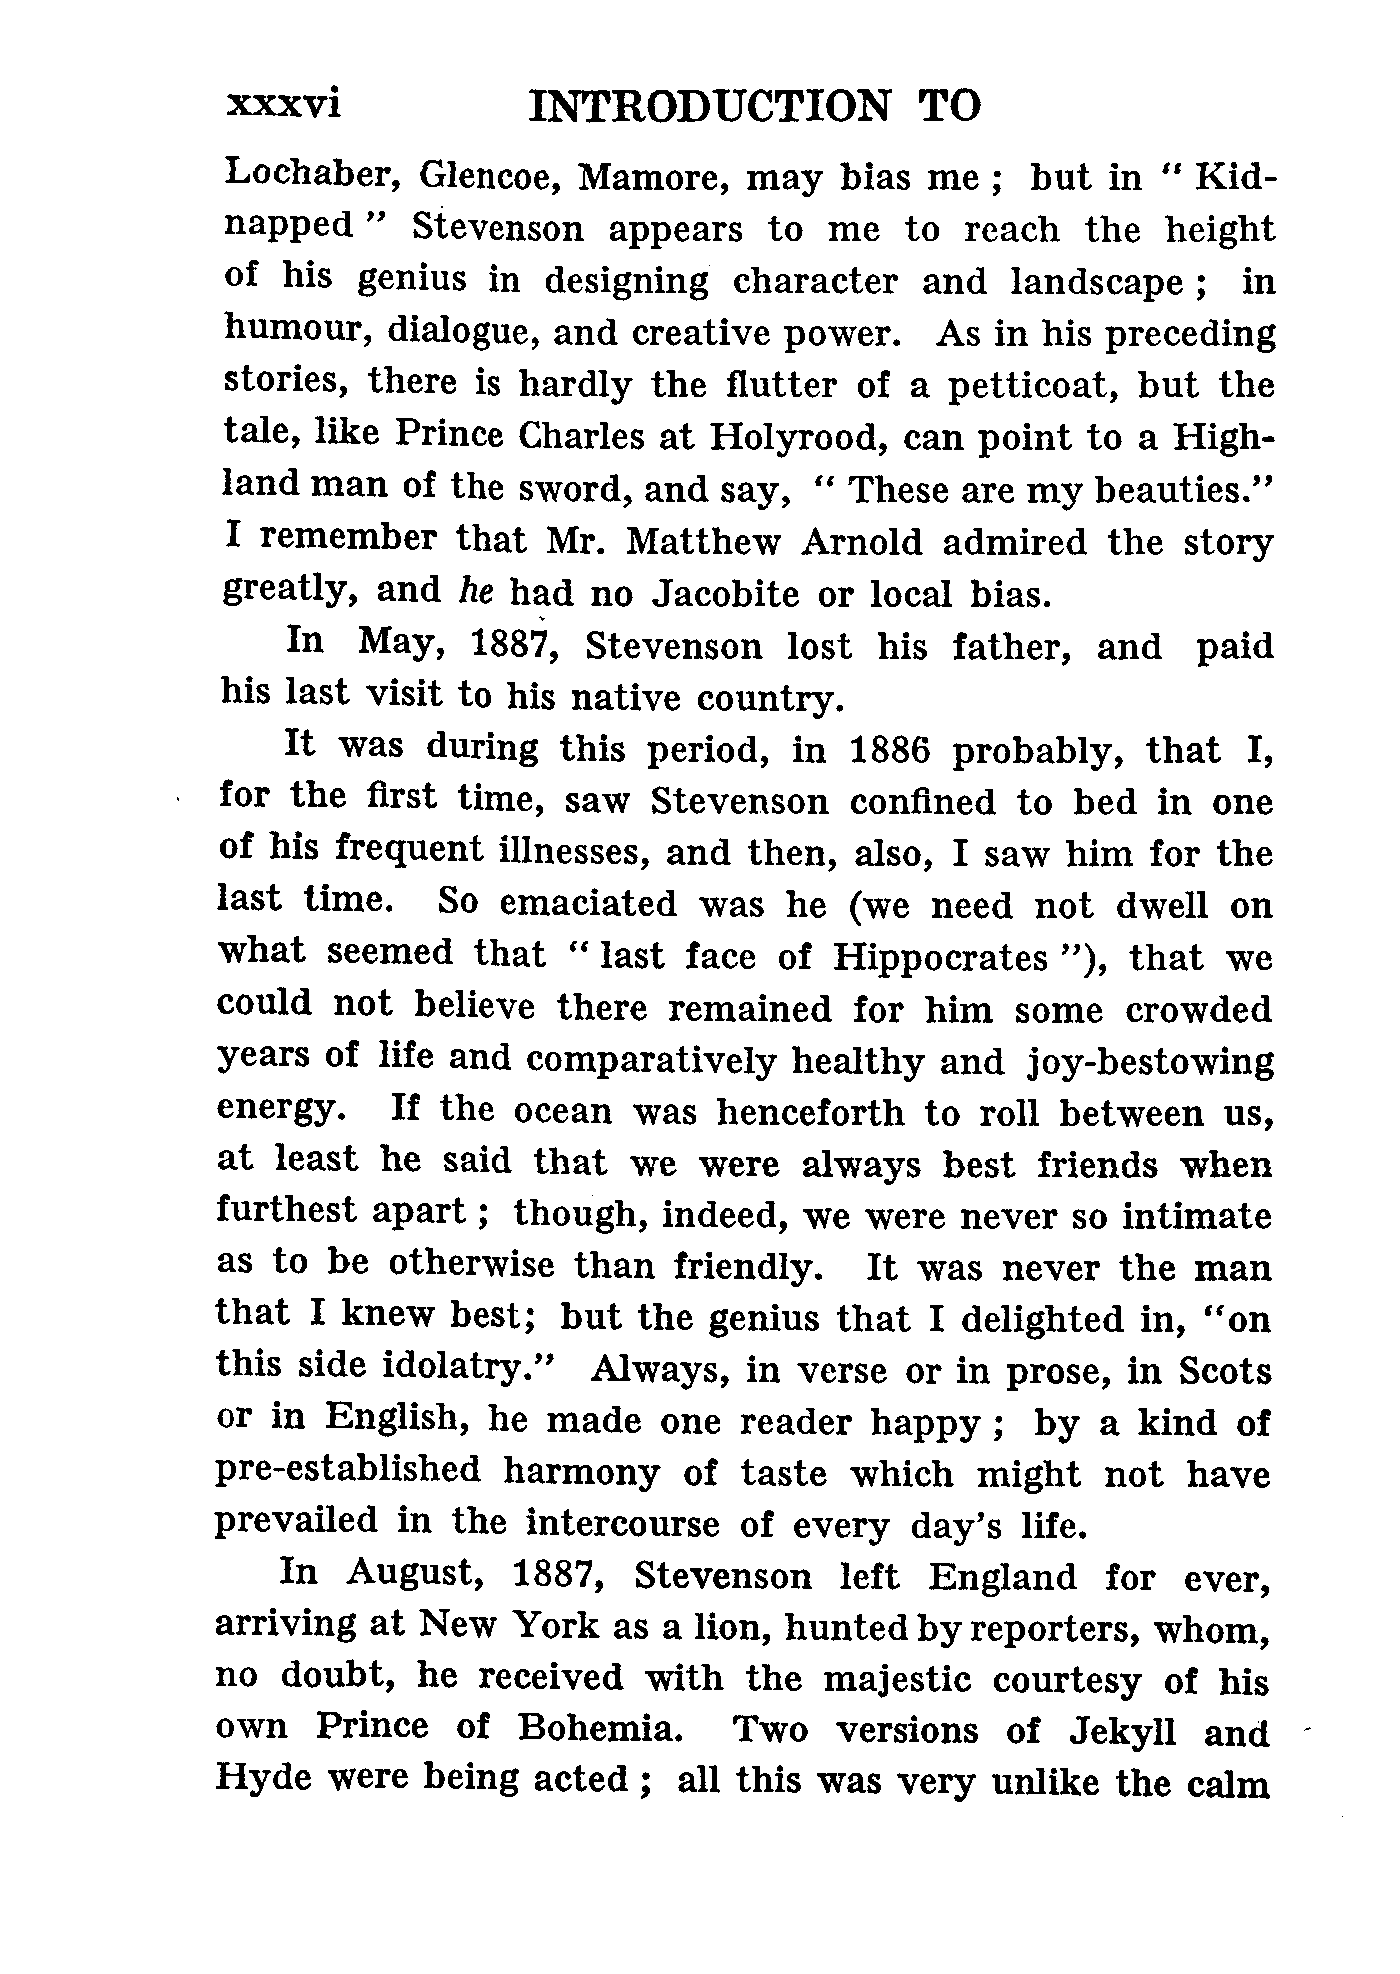 xxxvi INTRODUCTION TO
Lochaber, Glencoe, Mamore, may bias me ; but in “ Kid-
napped ” Stevenson appears to me to reach the height
of his genius in designing character and landscape ; in
humour, dialogue, and creative power. As in his preceding
stories, there is hardly the flutter of a petticoat, but the
tale, like Prince Charles at Holyrood, can point to a High-
land man of the sword, and say, “ These are my beauties.”
I remember that Mr. Matthew Arnold admired the story
greatly, and he had no Jacobite or local bias.
In May, 1887, Stevenson lost his father, and paid
his last visit to his native country.
It was during this period, in 1886 probably, that I,
for the first time, saw Stevenson confined to bed in one
of his frequent illnesses, and then, also, I saw him for the
last time. So emaciated was he (we need not dwell on
what seemed that “ last face of Hippocrates ”), that we
could not believe there remained for him some crowded
years of life and comparatively healthy and joy-bestowing
energy. If the ocean was henceforth to roll between us,
at least he said that we were always best friends when
furthest apart ; though, indeed, we were never so intimate
as to be otherwise than friendly. It was never the man
that I knew best; but the genius that I delighted in, “on
this side idolatry.” Always, in verse or in prose, in Scots
or in English, he made one reader happy ; by a kind of
pre-established harmony of taste which might not have
prevailed in the intercourse of every day’s life.
In August, 1887, Stevenson left England for ever,
arriving at New York as a lion, hunted by reporters, whom,
no doubt, he received with the majestic courtesy of his
own Prince of Bohemia. Two versions of Jekyll and
Hyde were being acted ; all this was very unlike the calm